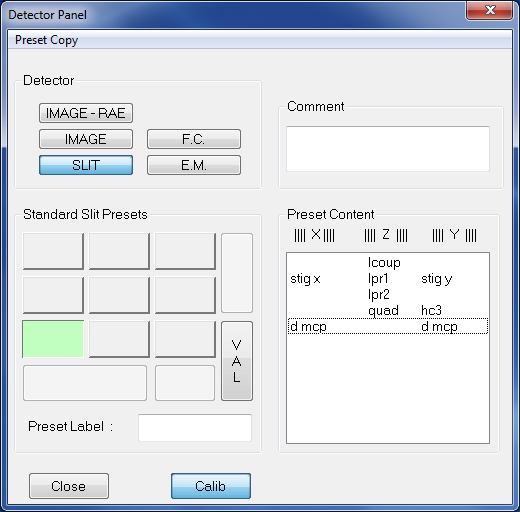 Detector Panel
Preset Copy
Detector
IMAGE - RAE
IMAGE
F.C.
SLIT
E.M.
Comment
Standard Slit Presets
V
A
L
Preset Label :
Preset Content
|||| X |||| |||| Z |||| |||| Y ||||
lcoup
stig x lpr1 stig y
lpr2
quad hc3
d mcp d mcp
Close
Calib